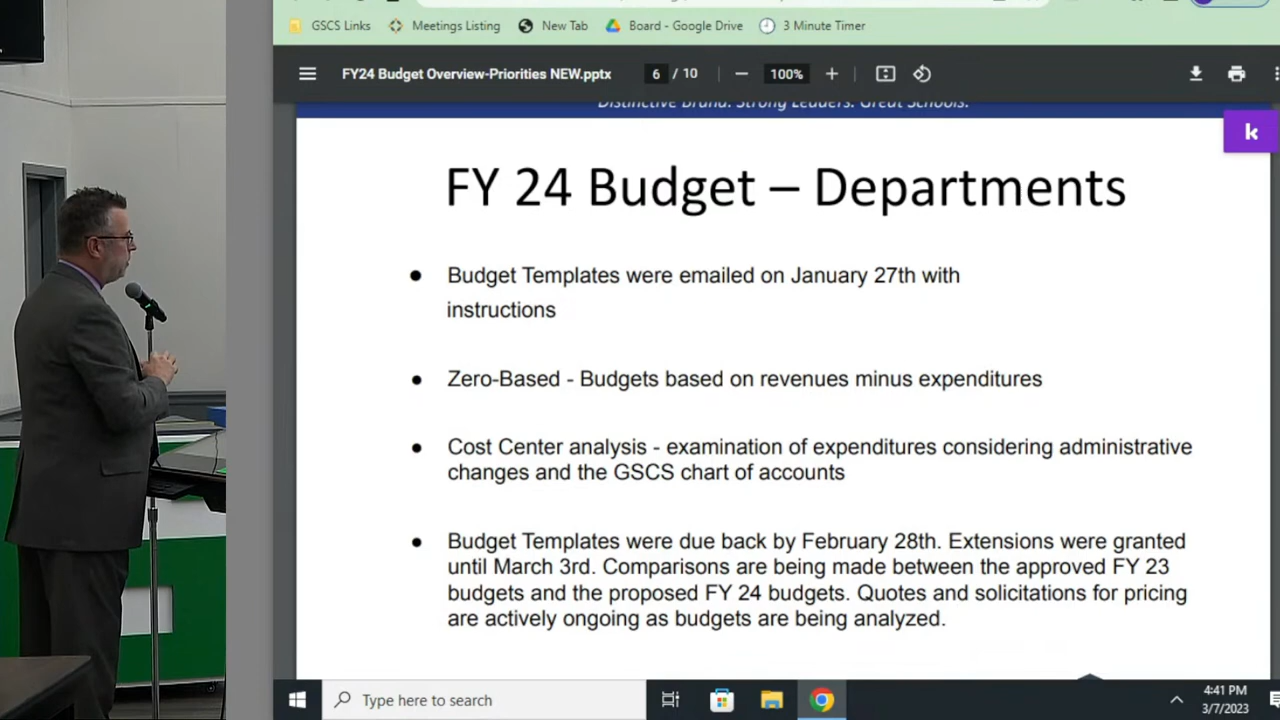 GSCS Links
Meetings Listing
New Tab
Board - Google Drive
3 Minute Timer
FY24 Budget Overview-Priorities NEW.pptx
6 / 10
100%
Distinctive Brand. Strong Leaders. Great Schools.
k
FY 24 Budget – Departments
Budget Templates were emailed on January 27th with
instructions
Zero-Based - Budgets based on revenues minus expenditures
Cost Center analysis - examination of expenditures considering administrative
changes and the GSCS chart of accounts
Budget Templates were due back by February 28th. Extensions were granted
until March 3rd. Comparisons are being made between the approved FY 23
budgets and the proposed FY 24 budgets. Quotes and solicitations for pricing
are actively ongoing as budgets are being analyzed.
Type here to search
4:41 PM
3/7/2023